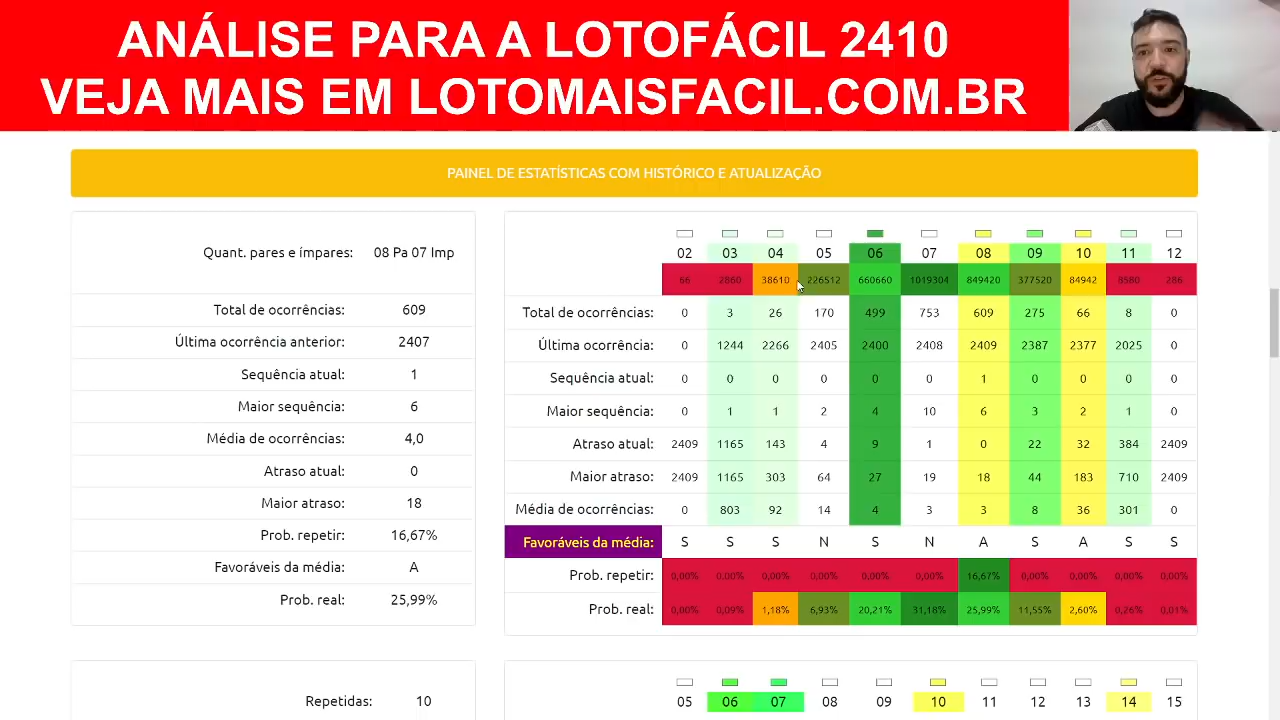 ANÁLISE PARA A LOTOFÁCIL 2410
VEJA MAIS EM LOTOMAISFACIL.COM.BR
PAINEL DE ESTATÍSTICAS COM HISTÓRICO E ATUALIZAÇÃO
Quant. pares e ímpares: 08 Pa 07 Imp
Total de ocorrências: 609
Última ocorrência anterior: 2407
Sequência atual: 1
Maior sequência: 6
Média de ocorrências: 4,0
Atraso atual: 0
Maior atraso: 18
Prob. repetir: 16,67%
Favoráveis da média: A
Prob. real: 25,99%
02 03 04 05 06 07 08 09 10 11 12
66 2860 38610 226512 660660 1019304 849420 377520 84942 8580 286
Total de ocorrências: 0 3 26 170 499 753 609 275 66 8 0
Última ocorrência: 0 1244 2266 2405 2400 2408 2409 2387 2377 2025 0
Sequência atual: 0 0 0 0 0 0 1 0 0 0 0
Maior sequência: 0 1 1 2 4 10 6 3 2 1 0
Atraso atual: 2409 1165 143 4 9 1 0 22 32 384 2409
Maior atraso: 2409 1165 303 64 27 19 18 44 183 710 2409
Média de ocorrências: 0 803 92 14 4 3 3 8 36 301 0
Favoráveis da média: S S S N S N A S A S S
Prob. repetir: 0,00% 0,00% 0,00% 0,00% 0,00% 0,00% 16,67% 0,00% 0,00% 0,00% 0,00%
Prob. real: 0,00% 0,09% 1,18% 6,93% 20,21% 31,18% 25,99% 11,55% 2,60% 0,26% 0,01%
Repetidas: 10
05 06 07 08 09 10 11 12 13 14 15